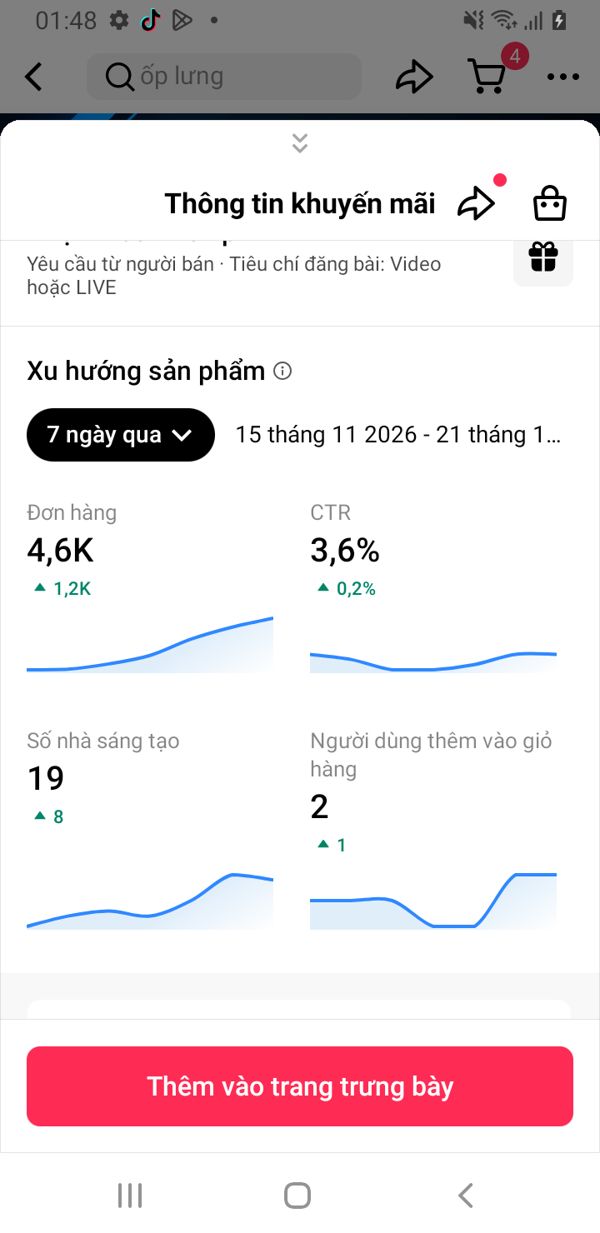 01:48
ốp lưng
4
Thông tin khuyến mãi
Yêu cầu từ người bán · Tiêu chí đăng bài: Video
hoặc LIVE
Xu hướng sản phẩm
7 ngày qua
15 tháng 11 2026 - 21 tháng 1...
Đơn hàng
4,6K
1,2K
CTR
3,6%
0,2%
Số nhà sáng tạo
19
8
Người dùng thêm vào giỏ
hàng
2
1
Thêm vào trang trưng bày